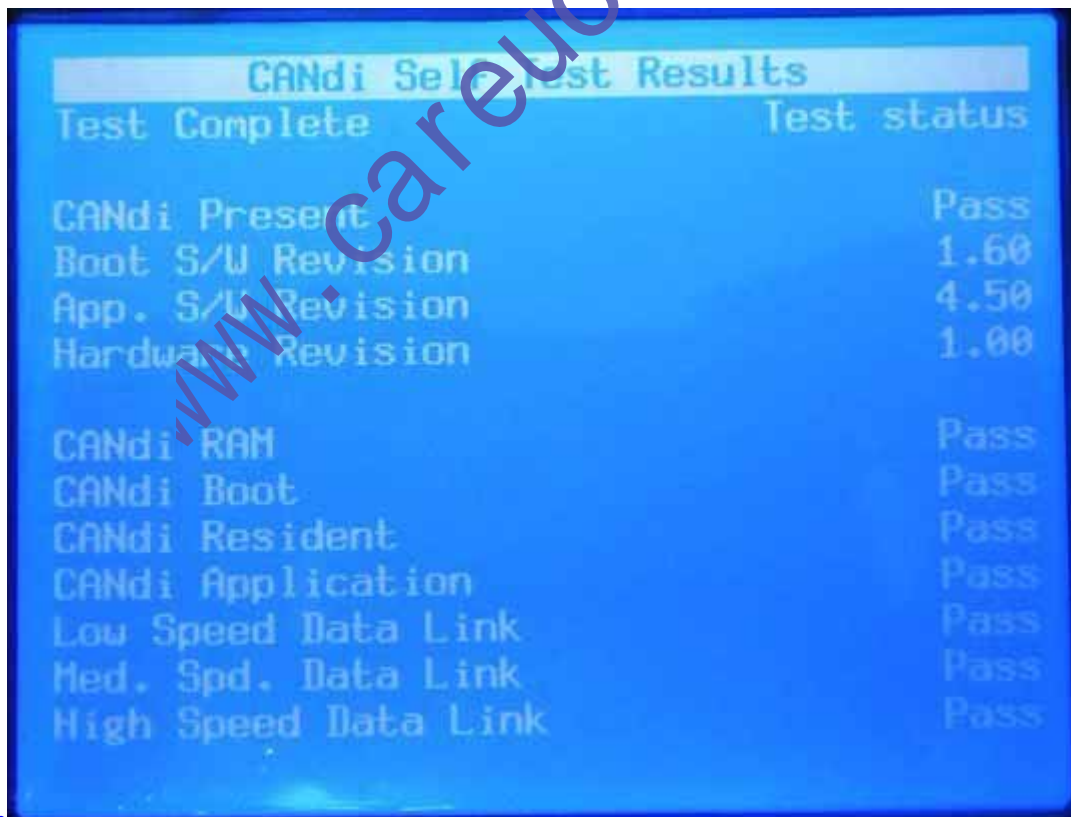 CANdi Self Test Results
Test Complete Test status
CANdi Present Pass
Boot S/W Revision 1.60
App. S/W Revision 4.50
Hardware Revision 1.00
CANdi RAM Pass
CANdi Boot Pass
CANdi Resident Pass
CANdi Application Pass
Low Speed Data Link Pass
Med. Spd. Data Link Pass
High Speed Data Link Pass